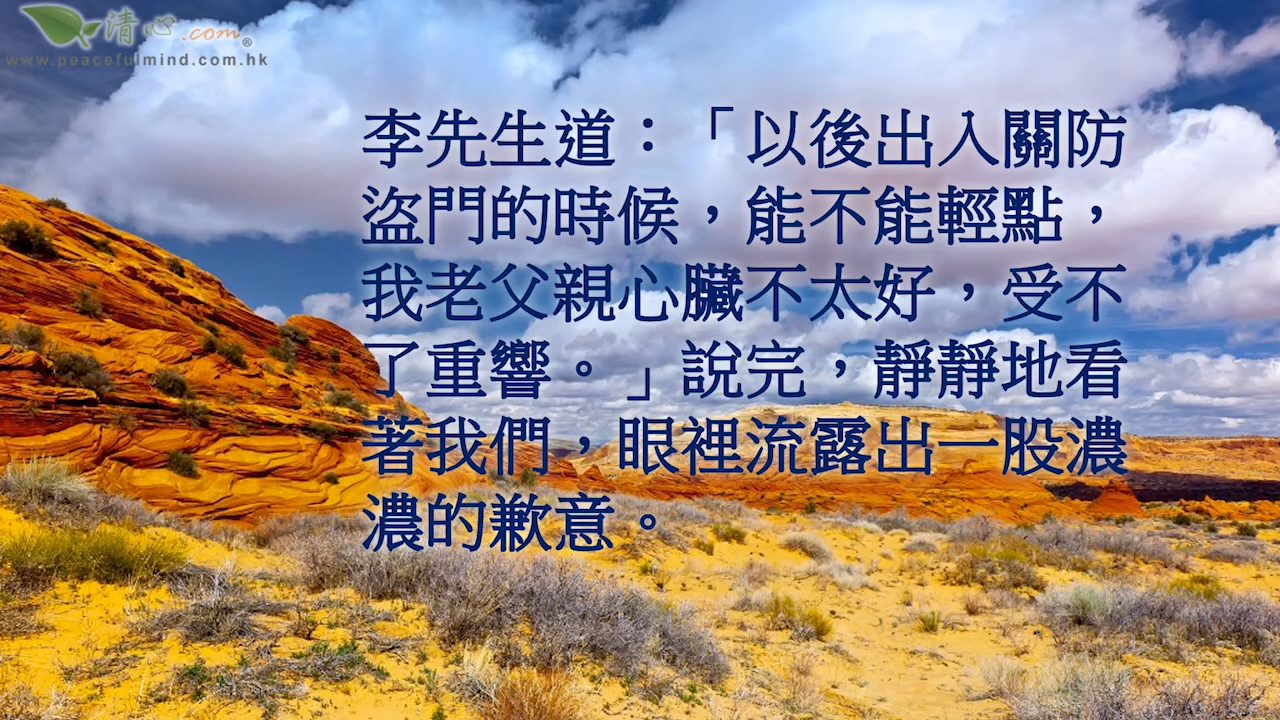 清心.com®
www.peacefulmind.com.hk
李先生道：「以後出入關防
盜門的時候，能不能輕點，
我老父親心臟不太好，受不
了重響。」說完，靜靜地看
著我們，眼裡流露出一股濃
濃的歉意。